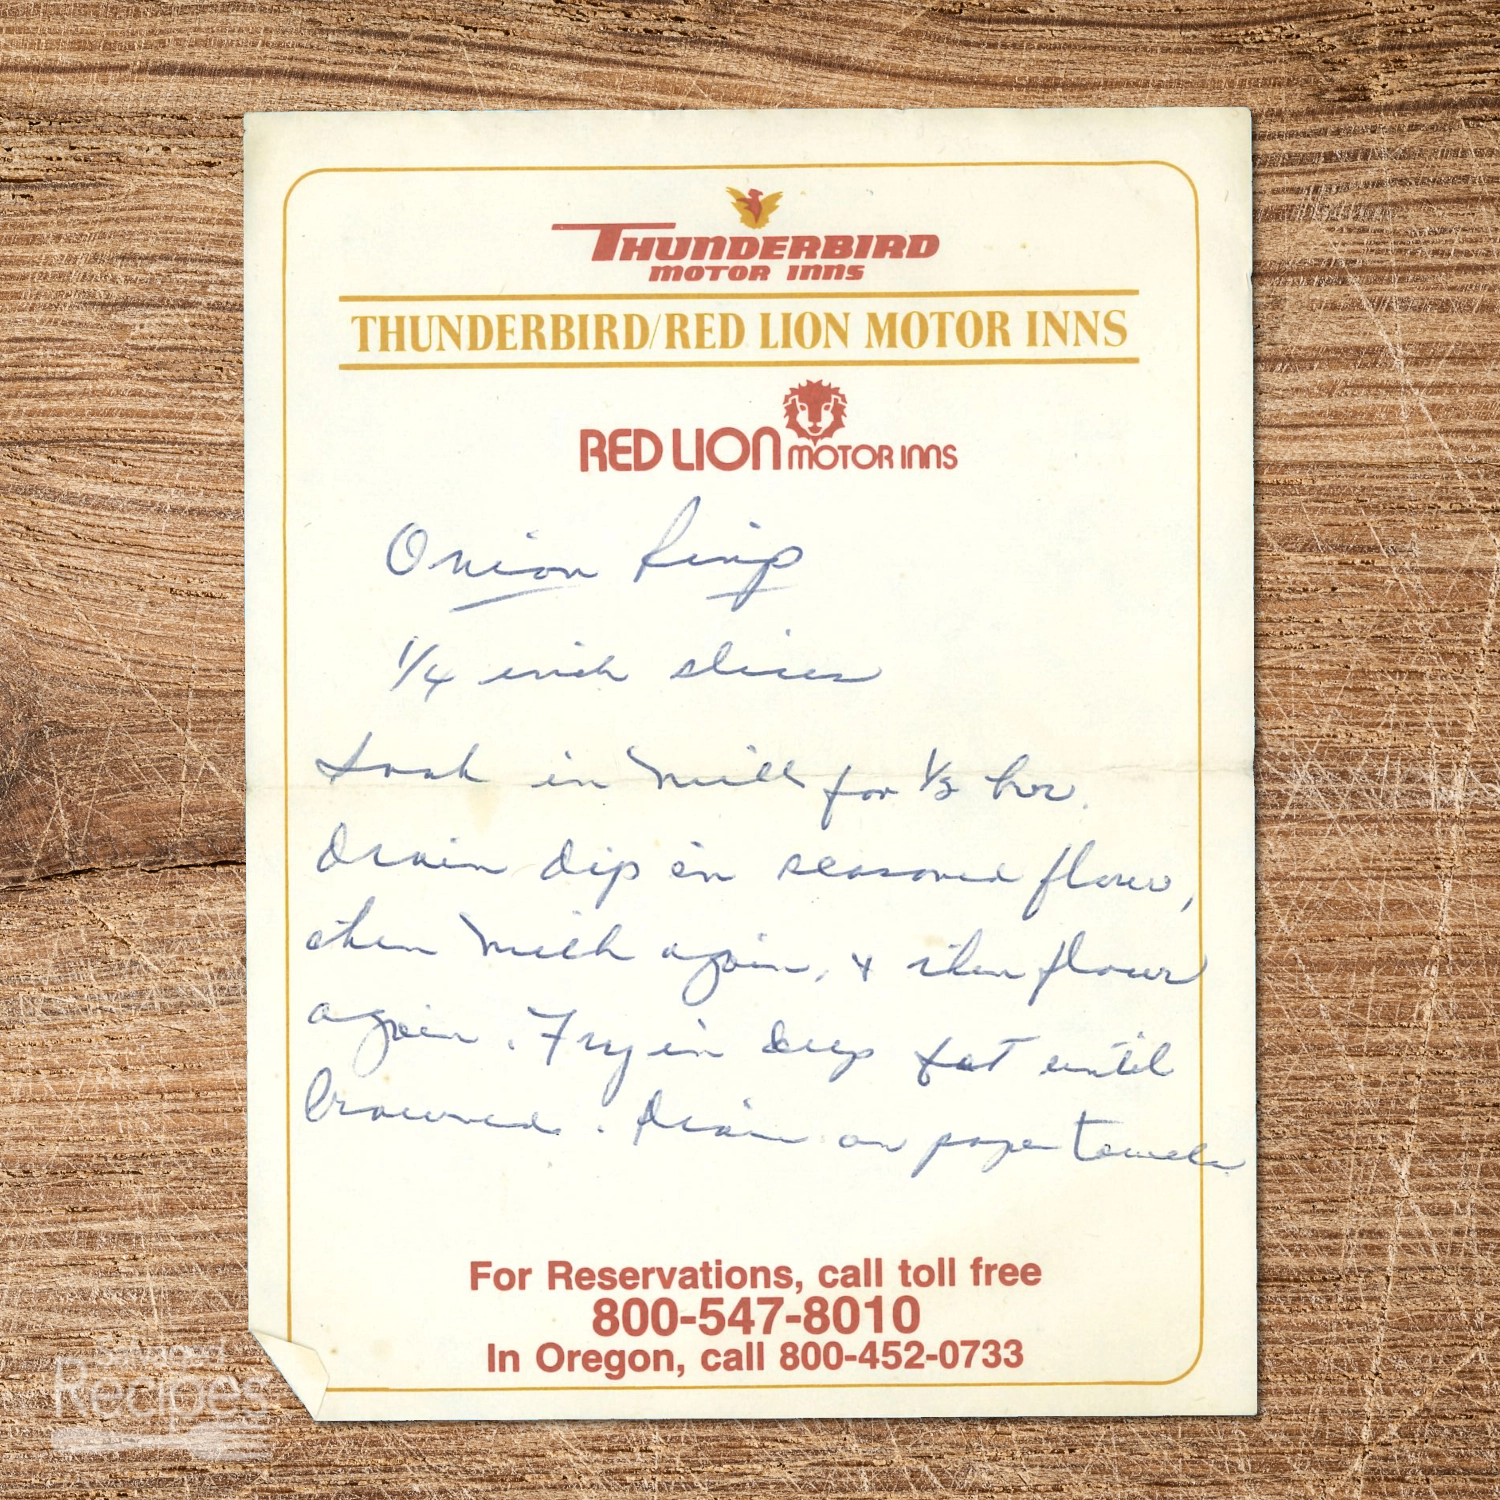 THUNDERBIRD
MOTOR INNS
THUNDERBIRD/RED LION MOTOR INNS
RED LION MOTOR INNS
Onion Rings
1/4 inch slices
Soak in milk for 1/2 hr.
Drain dip in seasoned flour,
then milk again, & then flour
again. Fry in deep fat until
browned. Drain on paper towels
For Reservations, call toll free
800-547-8010
In Oregon, call 800-452-0733
Salvaged
Recipes